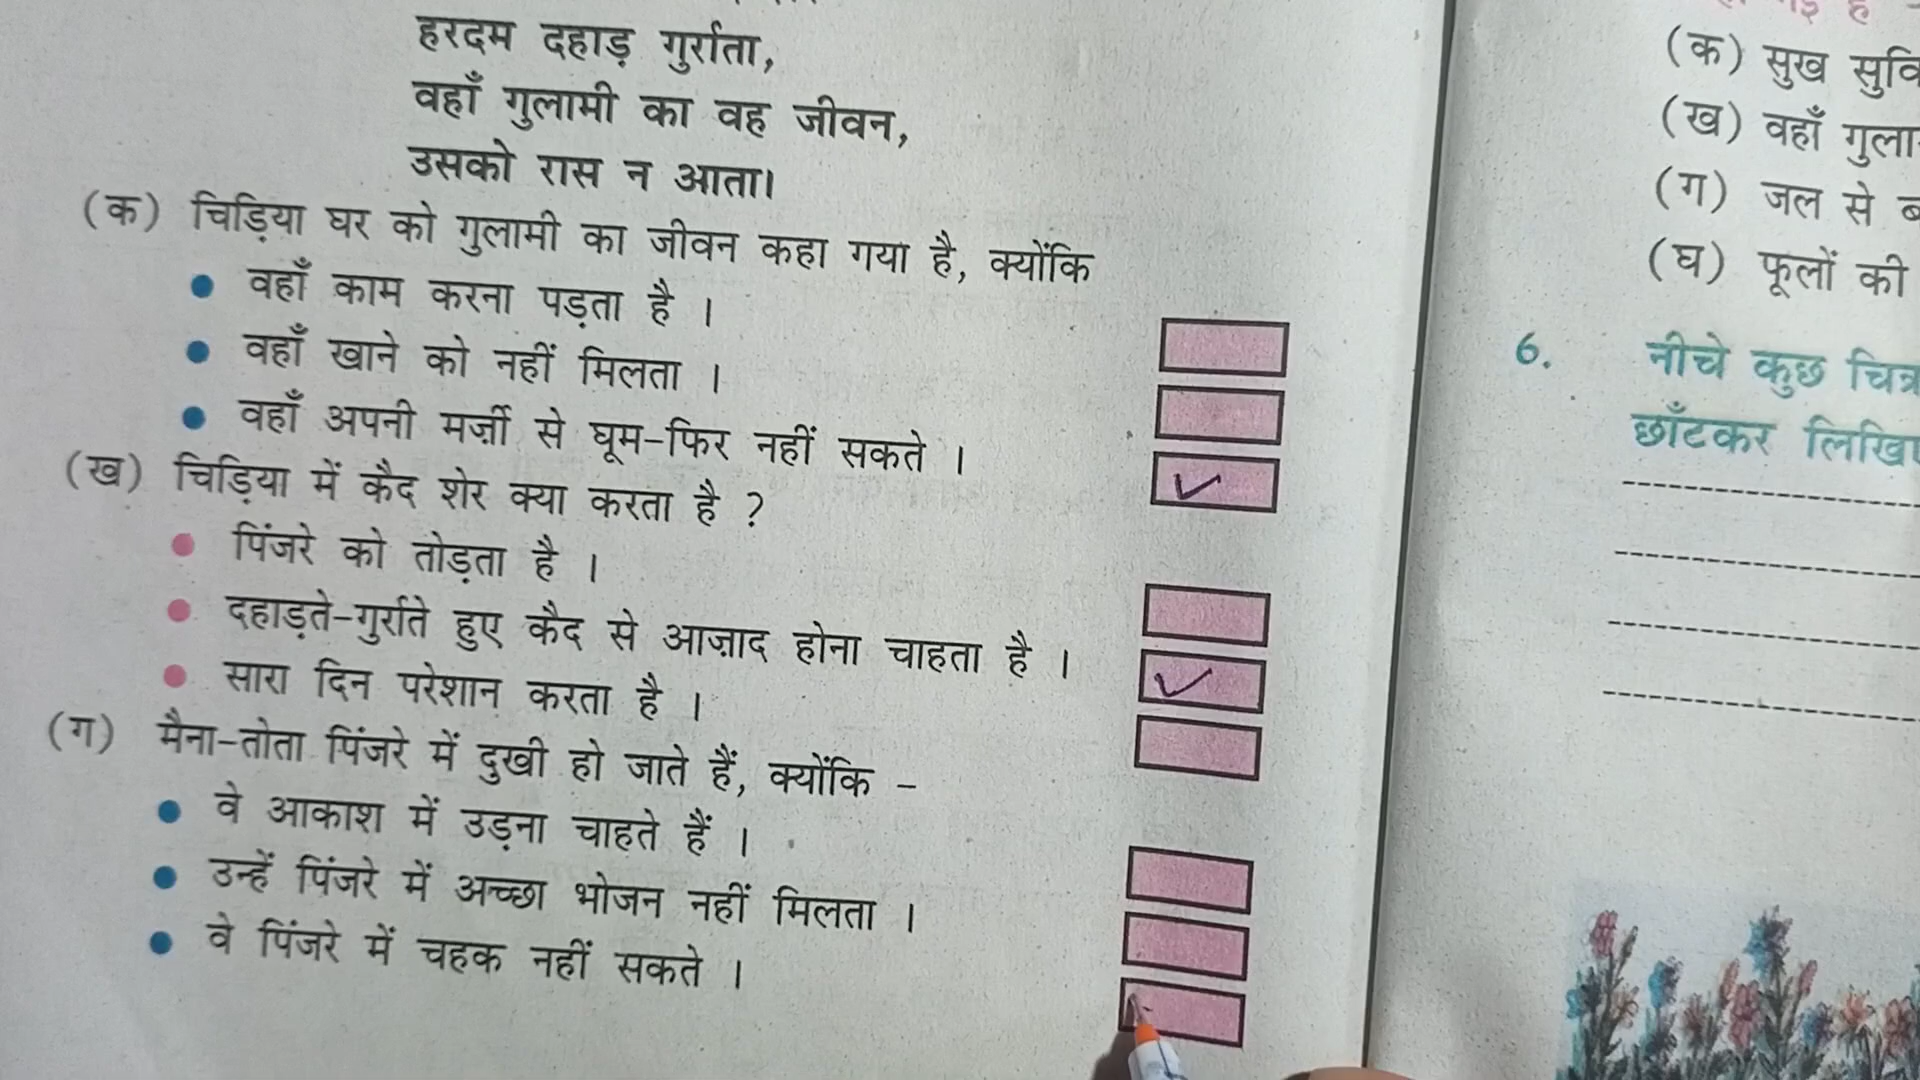 हरदम दहाड़ गुर्राता,
वहाँ गुलामी का वह जीवन,
उसको रास न आता।
(क) चिड़िया घर को गुलामी का जीवन कहा गया है, क्योंकि
वहाँ काम करना पड़ता है ।
वहाँ खाने को नहीं मिलता ।
वहाँ अपनी मर्ज़ी से घूम-फिर नहीं सकते ।
(ख) चिड़िया में कैद शेर क्या करता है ?
पिंजरे को तोड़ता है ।
दहाड़ते-गुर्राते हुए कैद से आज़ाद होना चाहता है ।
सारा दिन परेशान करता है ।
(ग) मैना-तोता पिंजरे में दुखी हो जाते हैं, क्योंकि -
वे आकाश में उड़ना चाहते हैं ।
उन्हें पिंजरे में अच्छा भोजन नहीं मिलता ।
वे पिंजरे में चहक नहीं सकते ।
(क) सुख
(ख) वहाँ
(ग) जल से
(घ) फूलों की
6. नीचे कुछ चित्र
छाँटकर